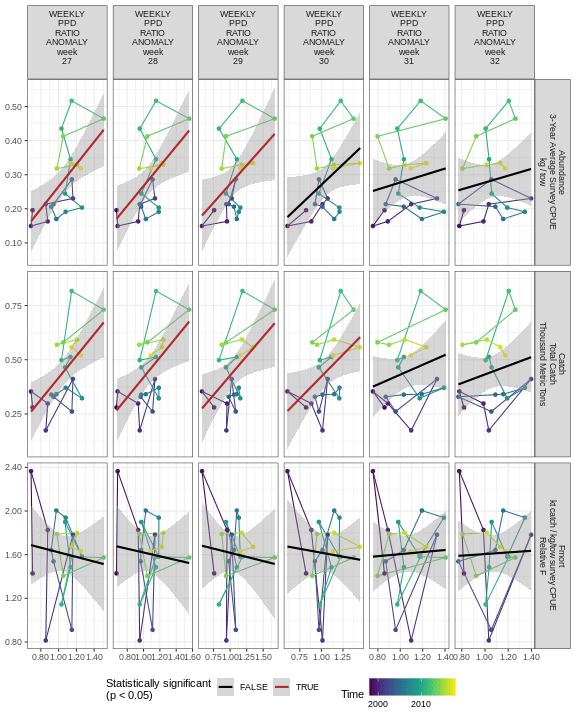 WEEKLY WEEKLY WEEKLY WEEKLY WEEKLY WEEKLY
PPD PPD PPD PPD PPD PPD
RATIO RATIO RATIO RATIO RATIO RATIO
ANOMALY ANOMALY ANOMALY ANOMALY ANOMALY ANOMALY
week week week week week week
27 28 29 30 31 32
0.50
0.40
0.30
0.20
0.10
Abundance
3-Year Average Survey CPUE
kg / tow
0.75
0.50
0.25
Catch
Total Catch
Thousand Metric Tons
2.40
2.00
1.60
1.20
0.80
Fmort
kt catch / kg/tow survey CPUE
Relative F
0.80 1.00 1.20 1.40 0.80 1.00 1.20 1.40 1.60 0.75 1.00 1.25 1.50 0.75 1.00 1.25 0.80 1.00 1.20 1.40 0.80 1.00 1.20 1.40
Statistically significant
(p < 0.05)
FALSE TRUE
Time
2000 2010